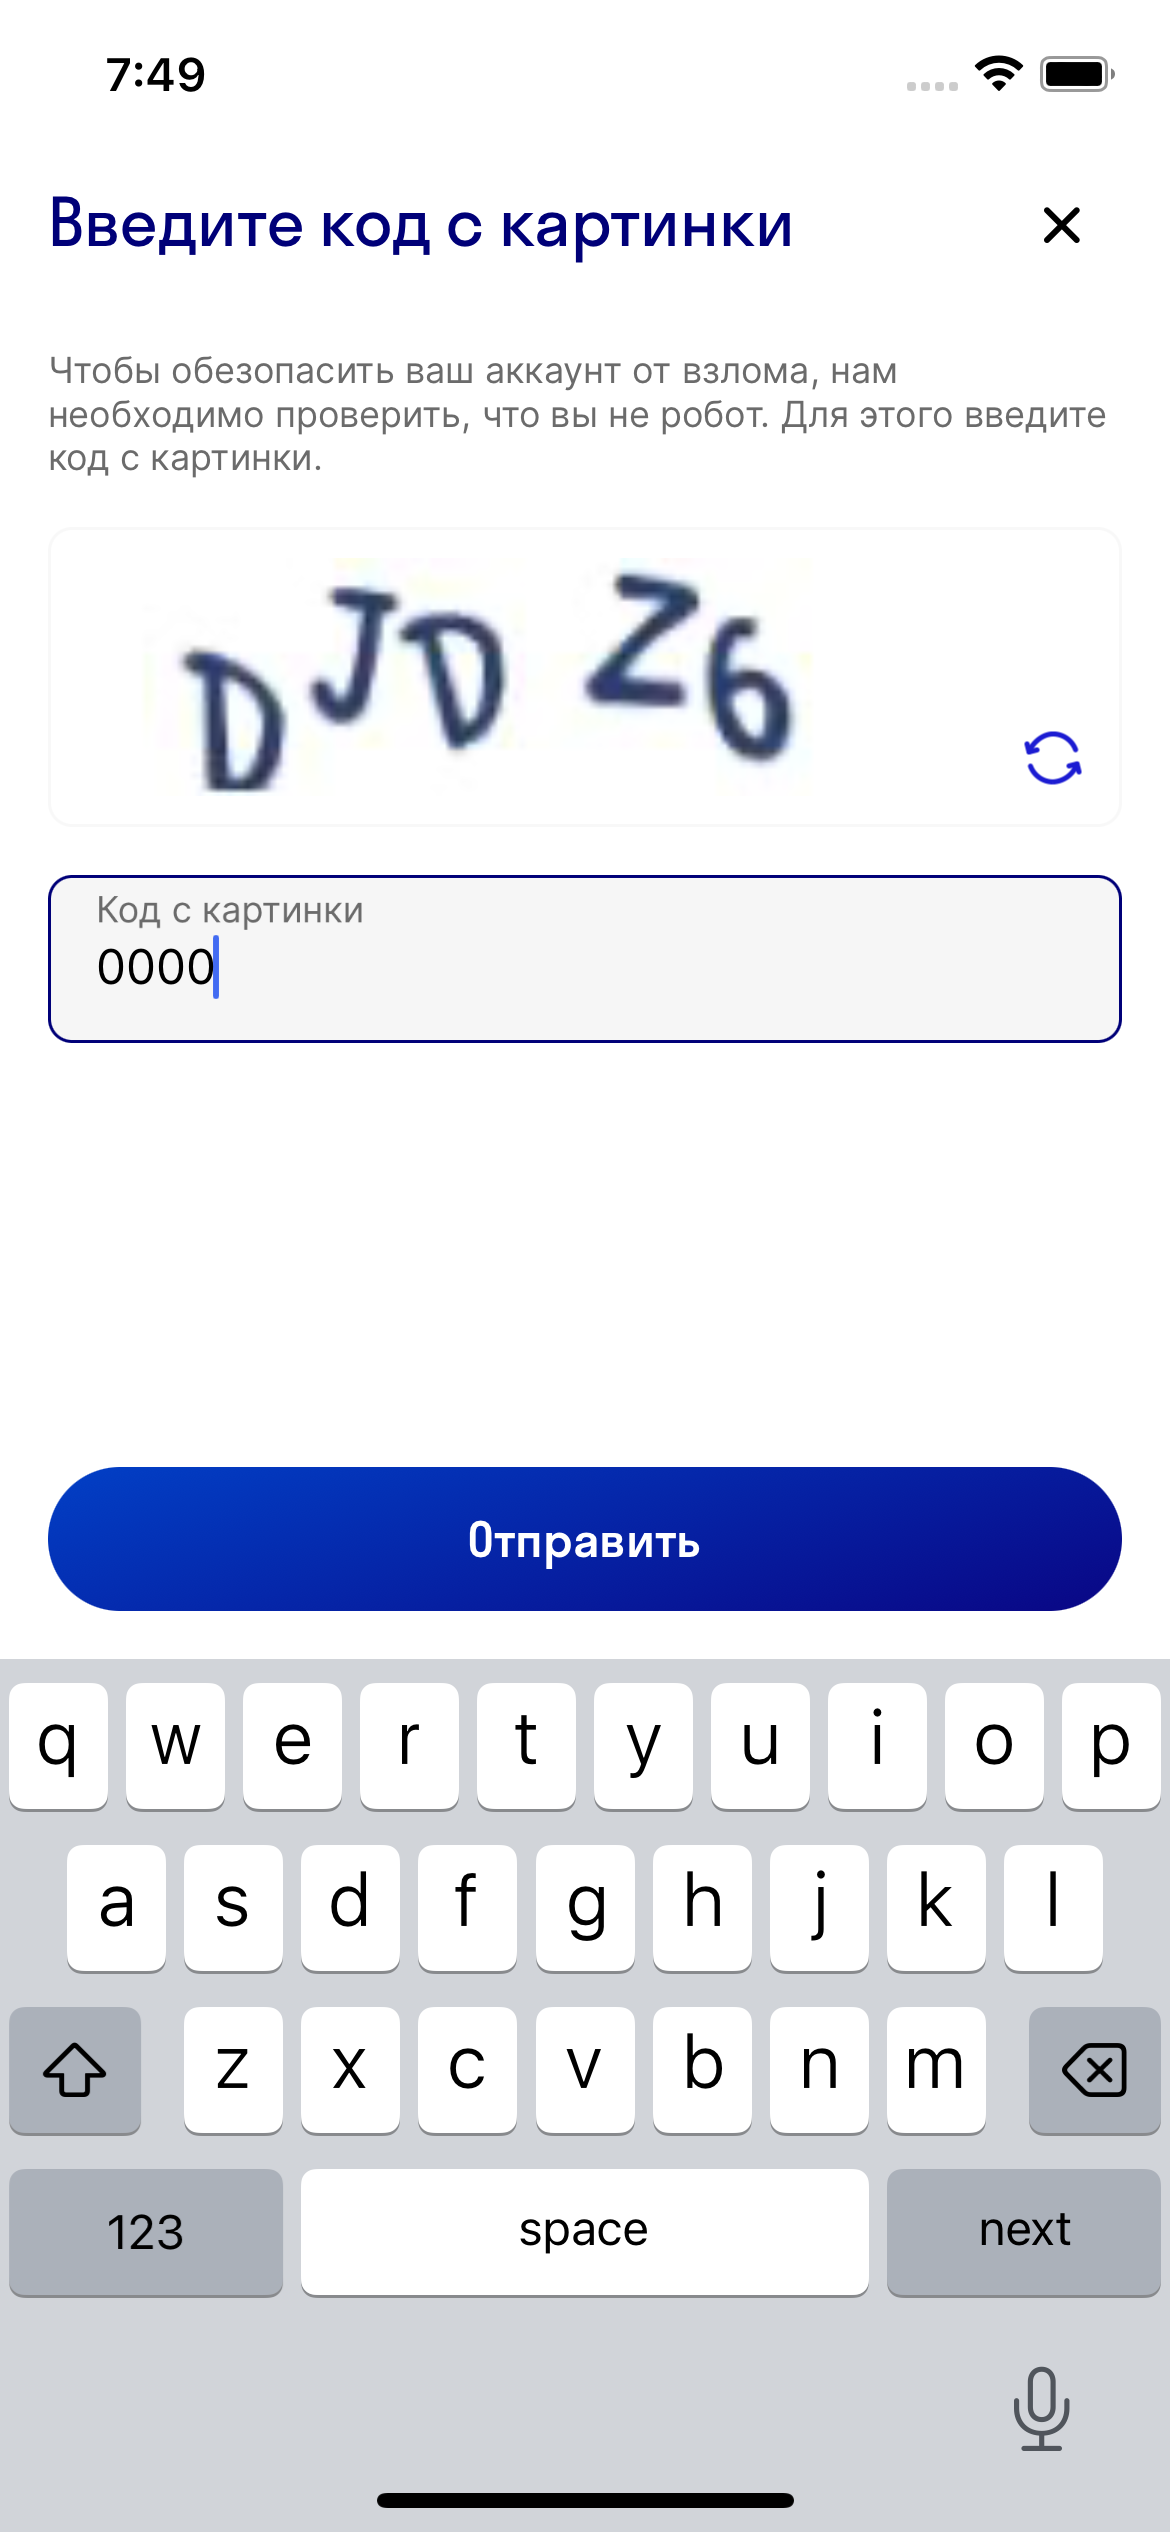 7:49
Введите код с картинки
Чтобы обезопасить ваш аккаунт от взлома, нам
необходимо проверить, что вы не робот. Для этого введите
код с картинки.
DJD Z6
Код с картинки
0000
Отправить
q w e r t y u i o p
a s d f g h j k l
z x c v b n m
123 space next